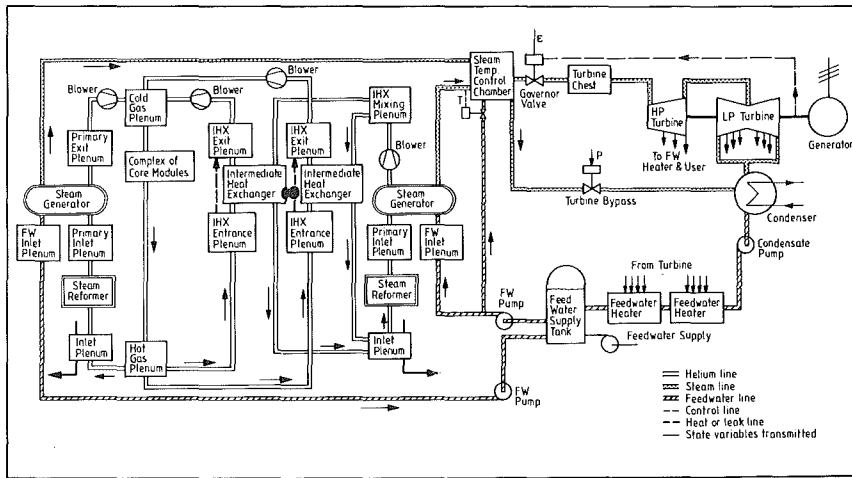 Blower
Blower
Blower
Cold
Gas
Plenum
Primary
Exit
Plenum
Complex of
Core Modules
Steam
Generator
FW
Inlet
Plenum
Primary
Inlet
Plenum
Steam
Reformer
Inlet
Plenum
Hot
Gas
Plenum
IHX
Exit
Plenum
Intermediate
Heat
Exchanger
IHX
Entrance
Plenum
IHX
Exit
Plenum
Intermediate
Heat
Exchanger
IHX
Entrance
Plenum
IHX
Mixing
Plenum
Blower
Steam
Generator
Primary
Inlet
Plenum
FW
Inlet
Plenum
Steam
Reformer
Inlet
Plenum
Steam
Temp.
Control
Chamber
T
ε
Governor
Valve
Turbine
Chest
HP
Turbine
LP Turbine
To FW
Heater & User
Generator
P
Turbine Bypass
Condenser
Condensate
Pump
From Turbine
Feedwater
Heater
Feedwater
Heater
Feed
Water
Supply
Tank
FW
Pump
Feedwater Supply
FW
Pump
Helium line
Steam line
Feedwater line
Control line
Heat or leak line
State variables transmitted